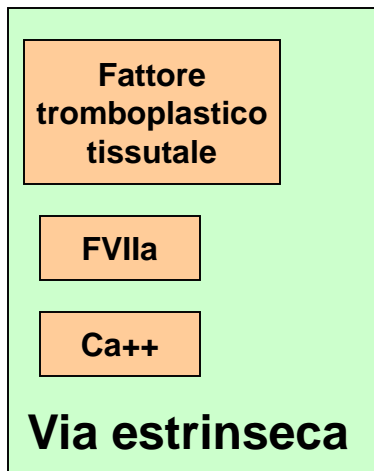 Fattore
tromboplastico
tissutale
FVIIa
Ca++
Via estrinseca